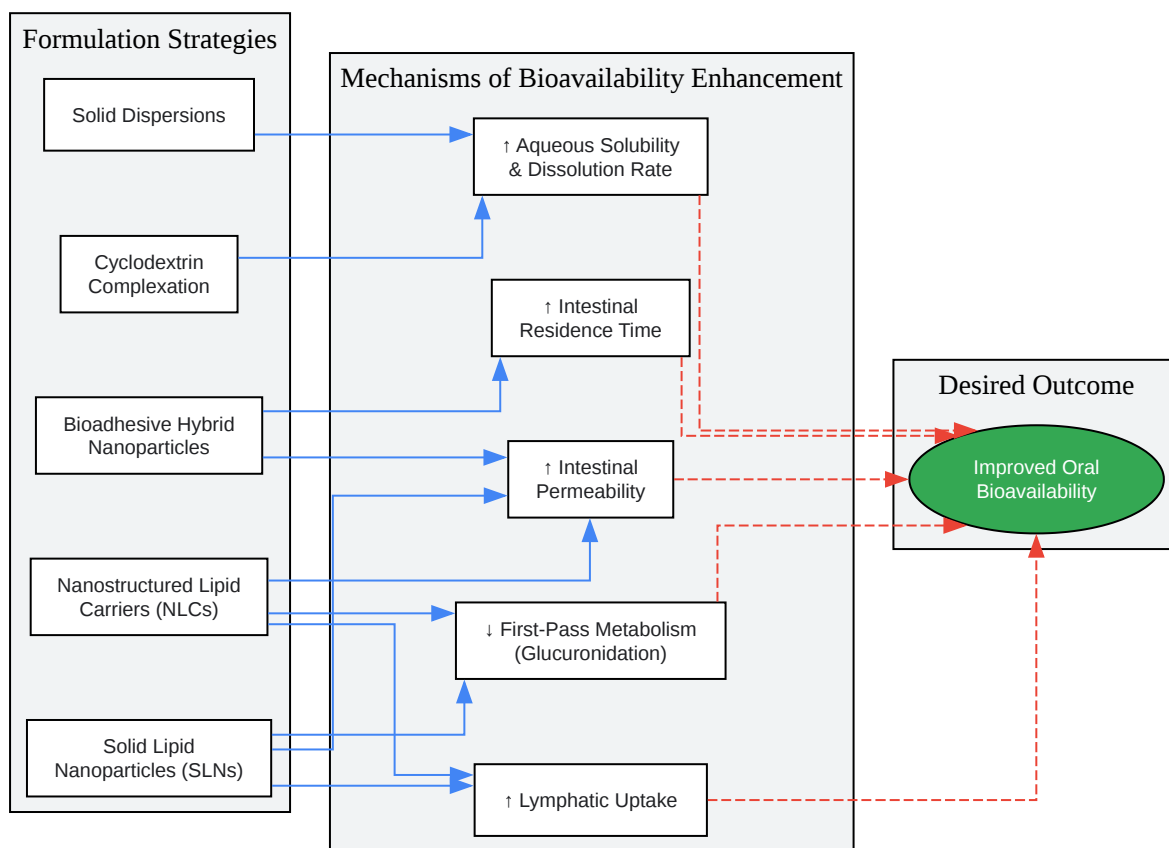 Formulation Strategies
Solid Dispersions
Cyclodextrin
Complexation
Bioadhesive Hybrid
Nanoparticles
Nanostructured Lipid
Carriers (NLCs)
Solid Lipid
Nanoparticles (SLNs)
Mechanisms of Bioavailability Enhancement
↑ Aqueous Solubility
& Dissolution Rate
↑ Intestinal
Residence Time
↑ Intestinal
Permeability
↓ First-Pass Metabolism
(Glucuronidation)
↑ Lymphatic Uptake
Desired Outcome
Improved Oral
Bioavailability